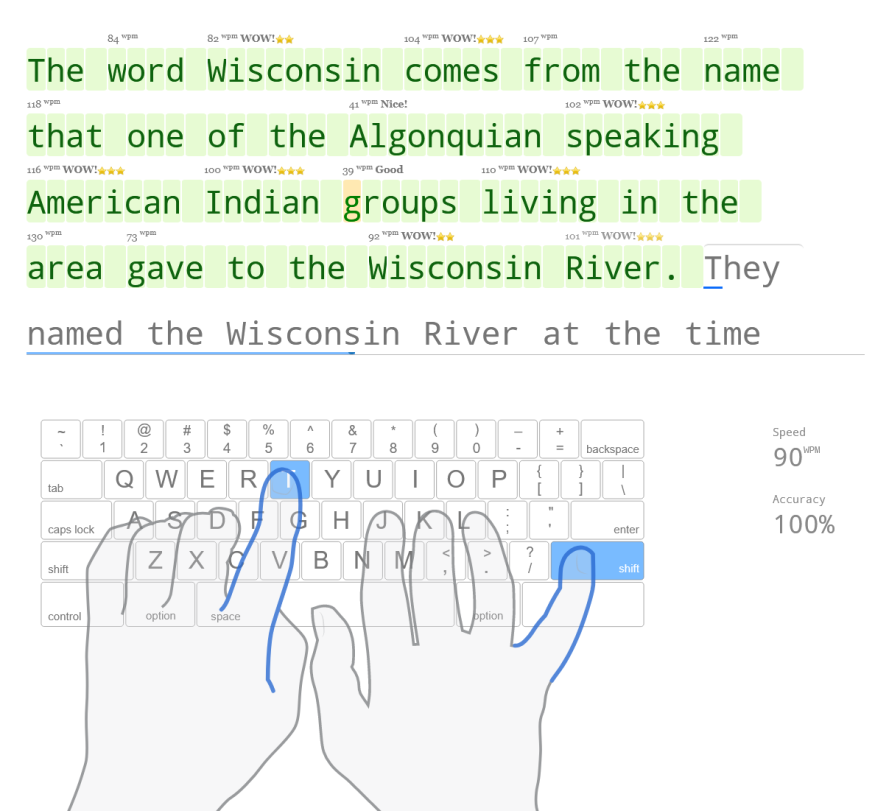 84 wpm 82 wpm WOW! 104 wpm WOW! 107 wpm 122 wpm
The word Wisconsin comes from the name
118 wpm 41 wpm Nice! 102 wpm WOW!
that one of the Algonquian speaking
116 wpm WOW! 100 wpm WOW! 39 wpm Good 110 wpm WOW!
American Indian groups living in the
130 wpm 73 wpm 92 wpm WOW! 101 wpm WOW!
area gave to the Wisconsin River. They
named the Wisconsin River at the time
~ ! @ # $ % ^ & * ( ) _ +
` 1 2 3 4 5 6 7 8 9 0 - = backspace
tab Q W E R T Y U I O P { [ } ] | \
caps lock A S D F G H J K L : ; " ' enter
shift Z X C V B N M < , > . ? / shift
control option space option
Speed
90 WPM
Accuracy
100%